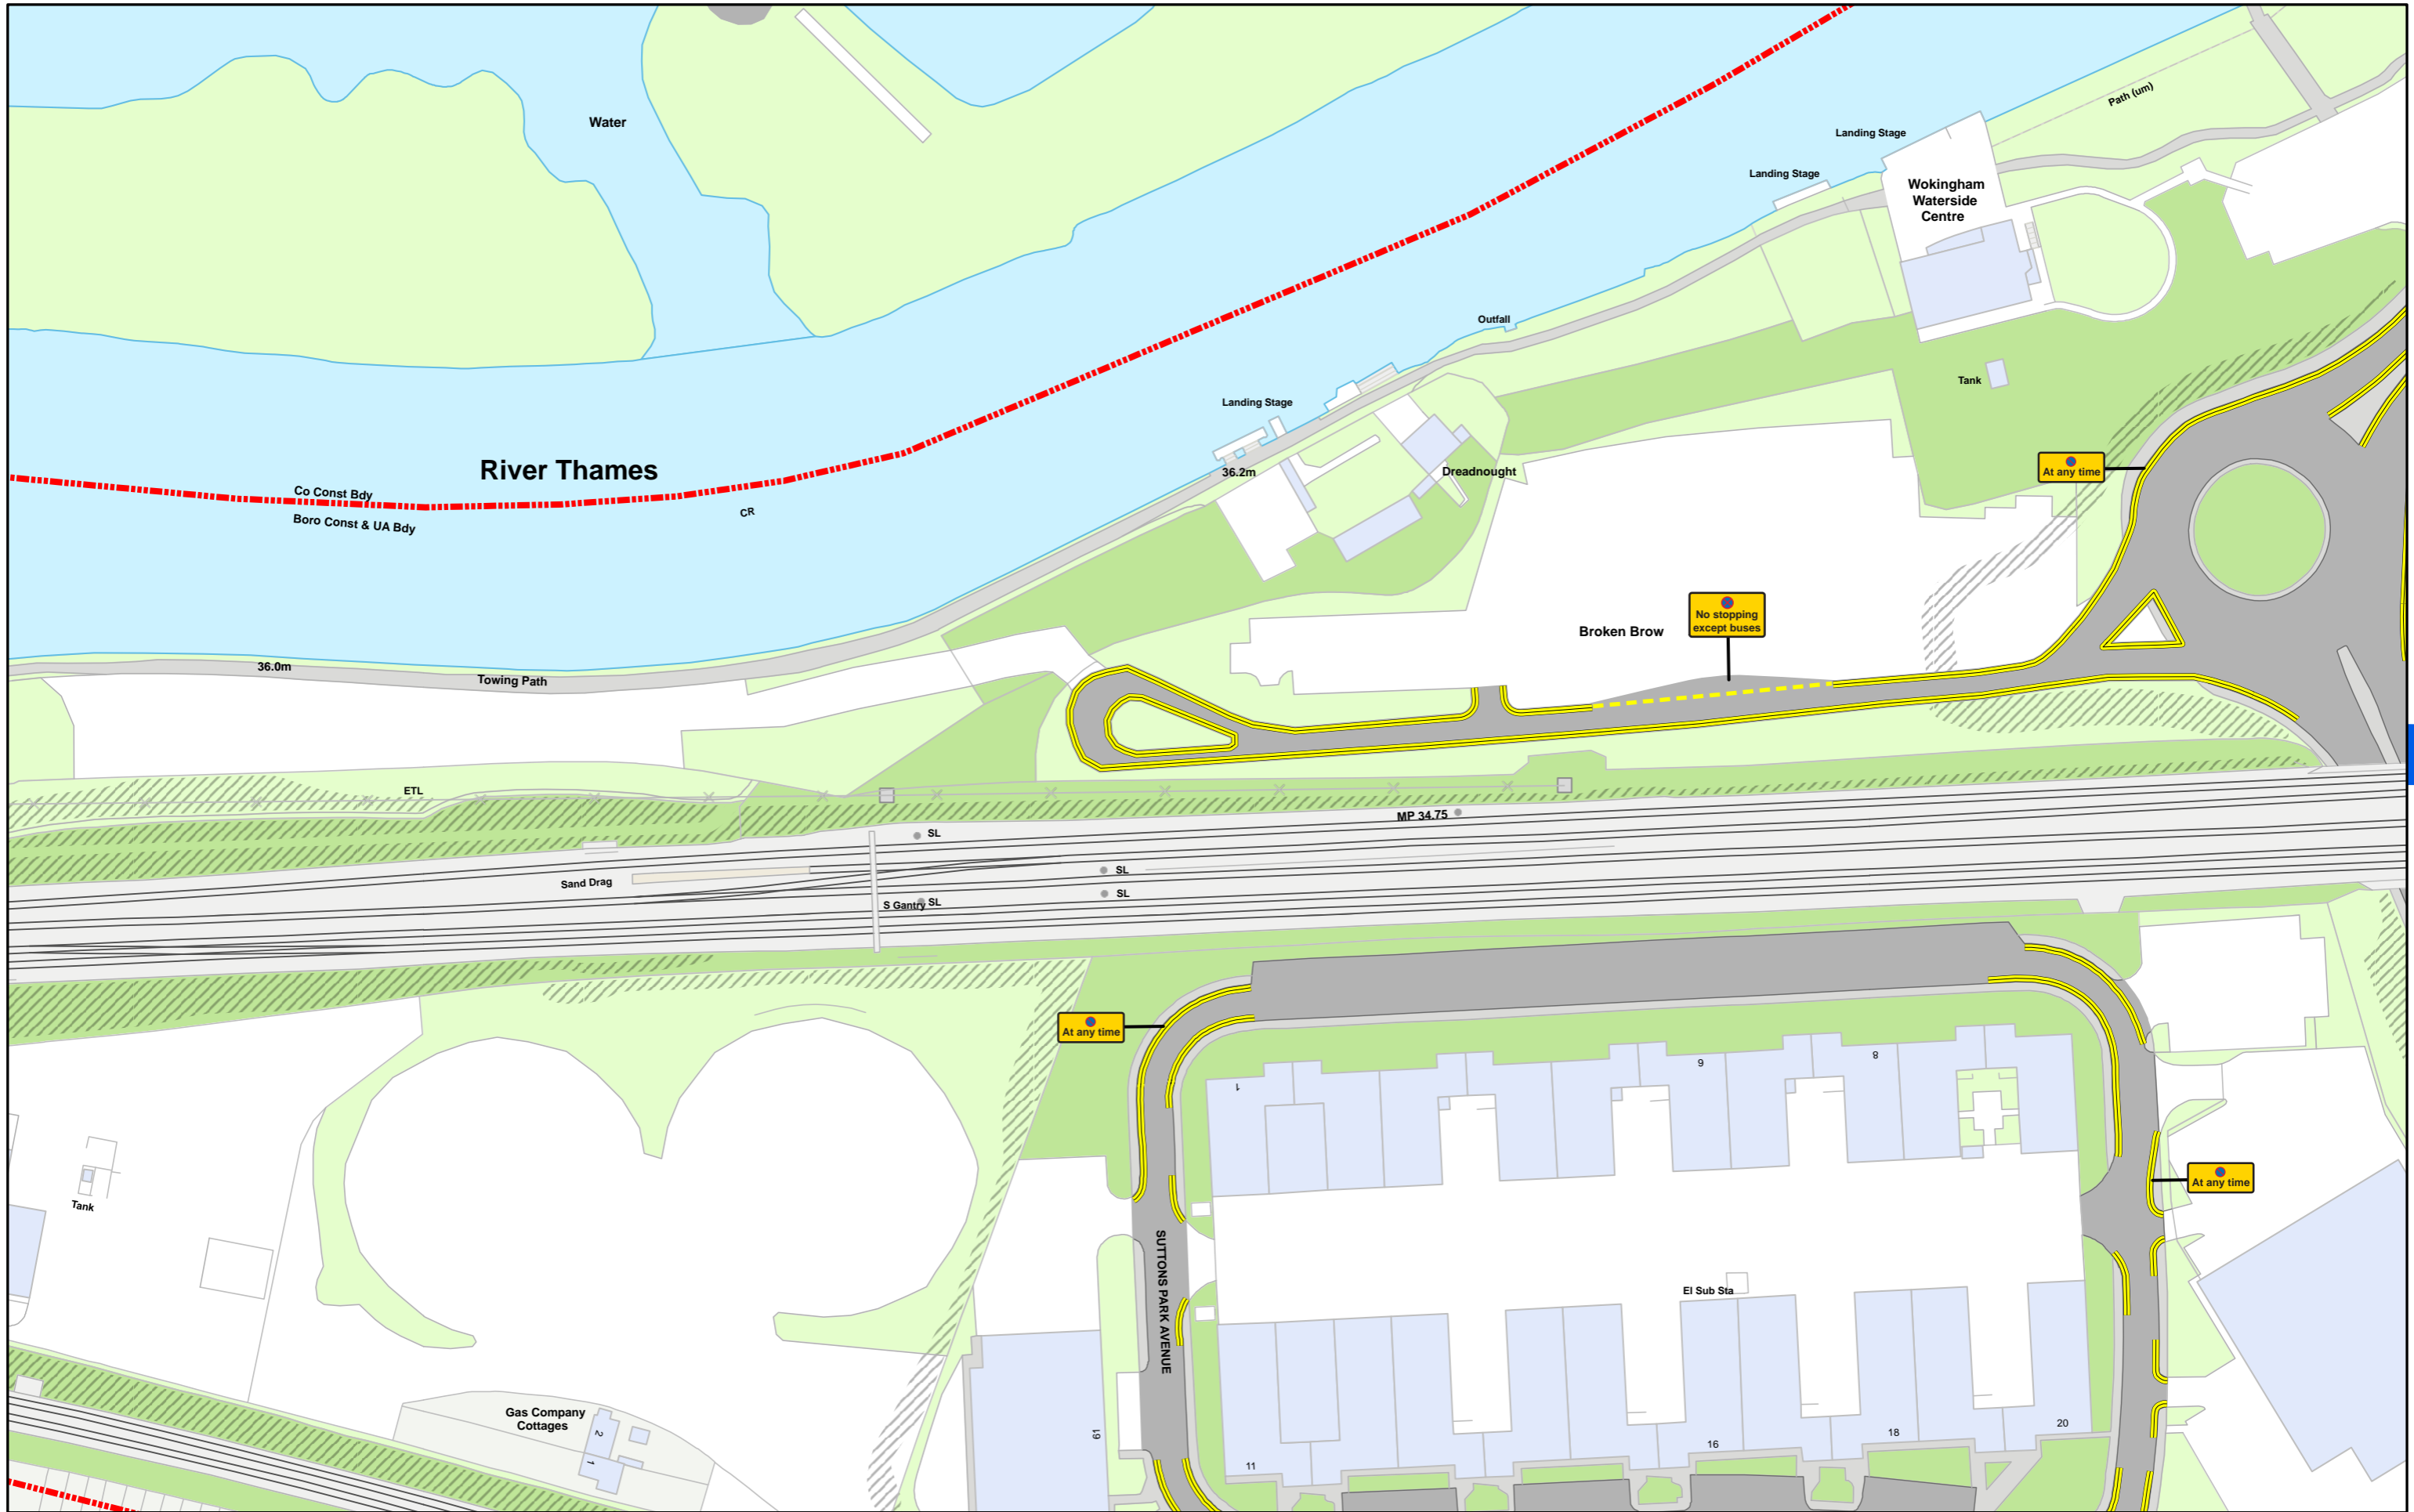 Water
Path (um)
Landing Stage
Landing Stage
Wokingham
Waterside
Centre
Outfall
Tank
Landing Stage
River Thames
36.2m
Dreadnought
At any time
Co Const Bdy
Boro Const & UA Bdy
CR
No stopping
except buses
Broken Brow
36.0m
Towing Path
ETL
MP 34.75
SL
SL
Sand Drag
SL
S Gantry
SL
At any time
1
6
8
Tank
At any time
SUTTONS PARK AVENUE
El Sub Sta
Gas Company
Cottages
2
1
19
11
16
18
20